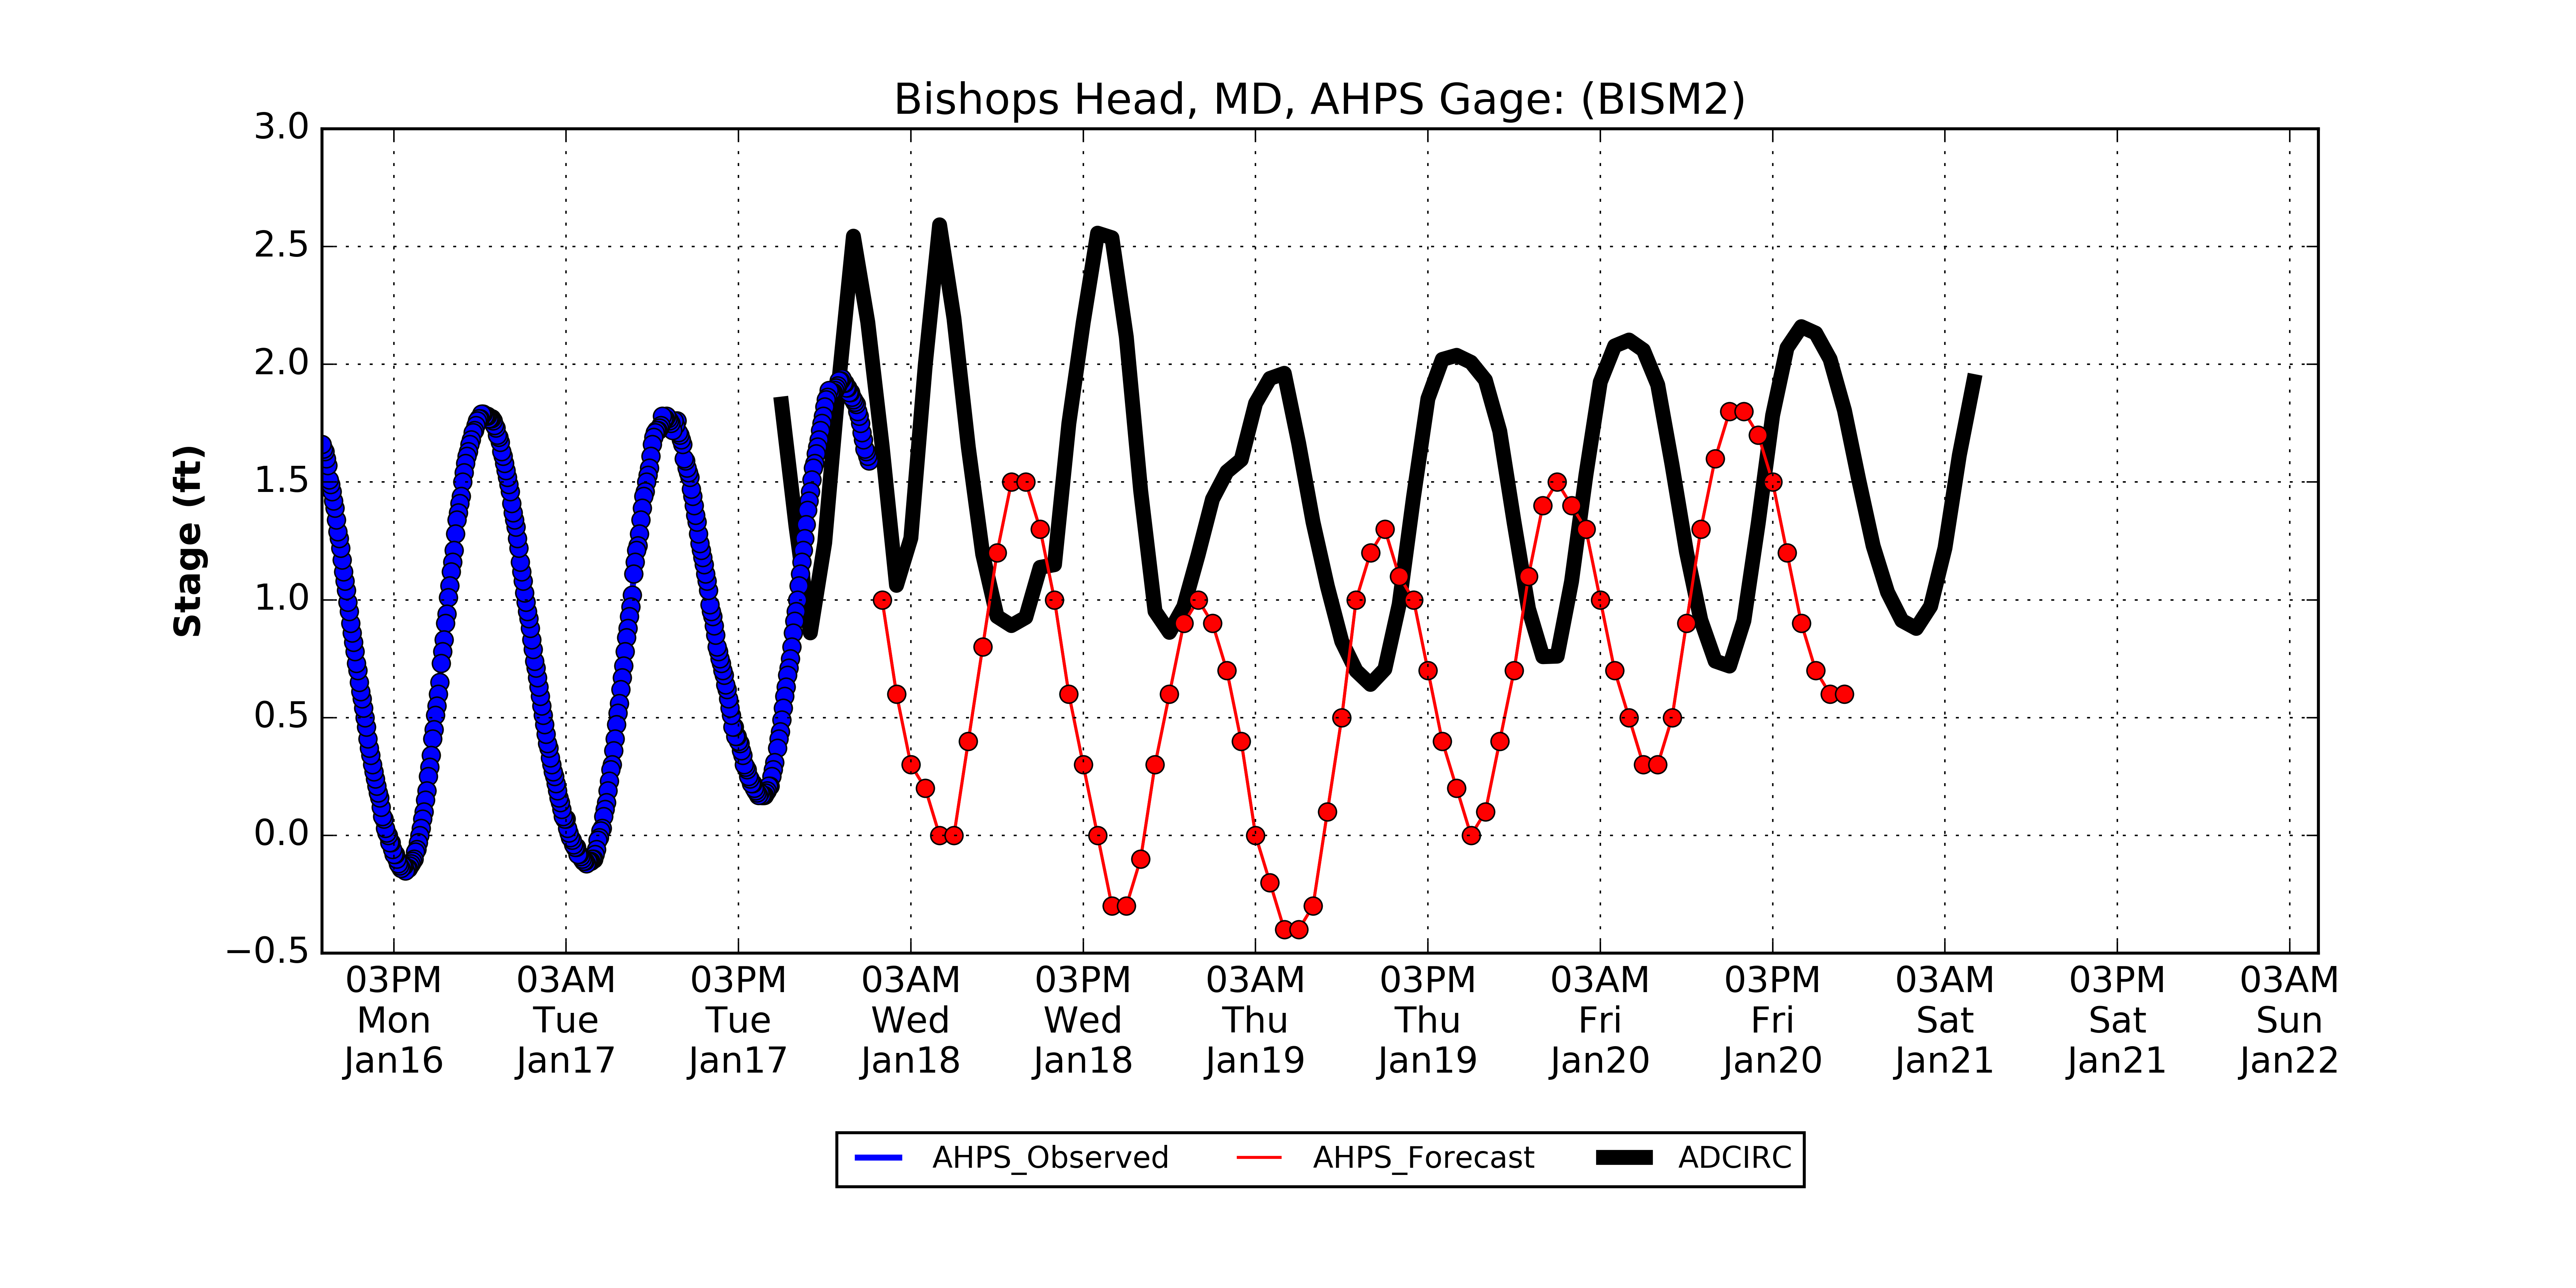 Bishops Head, MD, AHPS Gage: (BISM2)
Stage (ft)
3.0
2.5
2.0
1.5
1.0
0.5
0.0
−0.5
03PM 03AM 03PM 03AM 03PM 03AM 03PM 03AM 03PM 03AM 03PM 03AM
Mon Tue Tue Wed Wed Thu Thu Fri Fri Sat Sat Sun
Jan16 Jan17 Jan17 Jan18 Jan18 Jan19 Jan19 Jan20 Jan20 Jan21 Jan21 Jan22
AHPS_Observed AHPS_Forecast ADCIRC